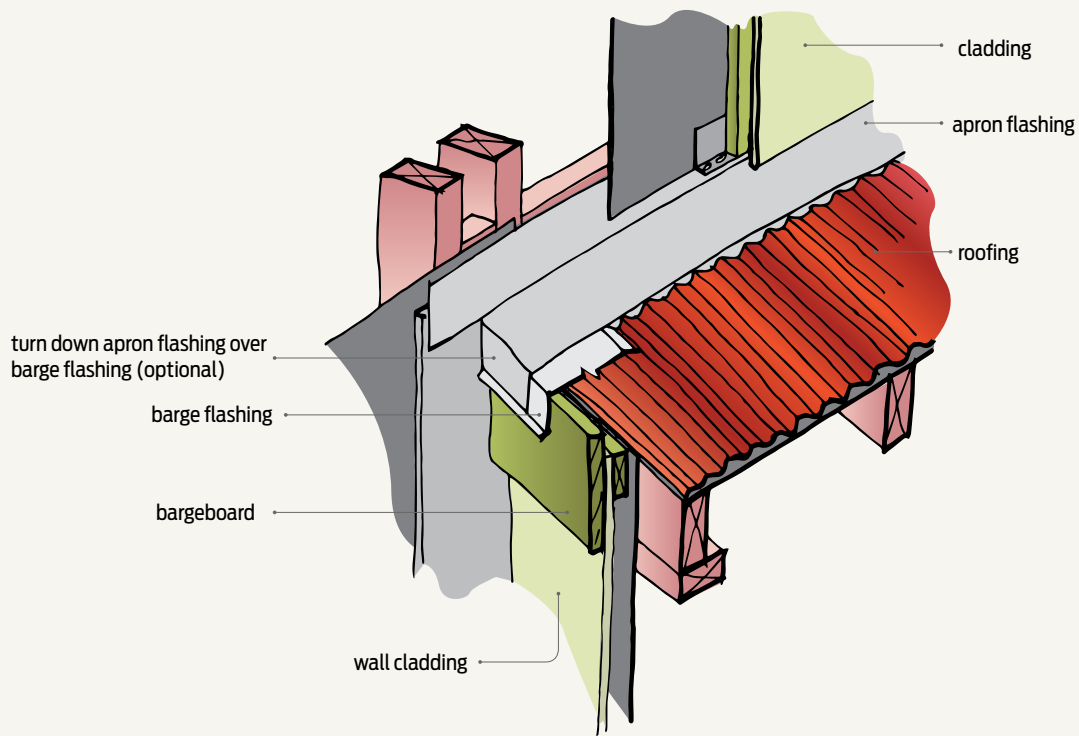 cladding
apron flashing
roofing
turn down apron flashing over
barge flashing (optional)
barge flashing
bargeboard
wall cladding